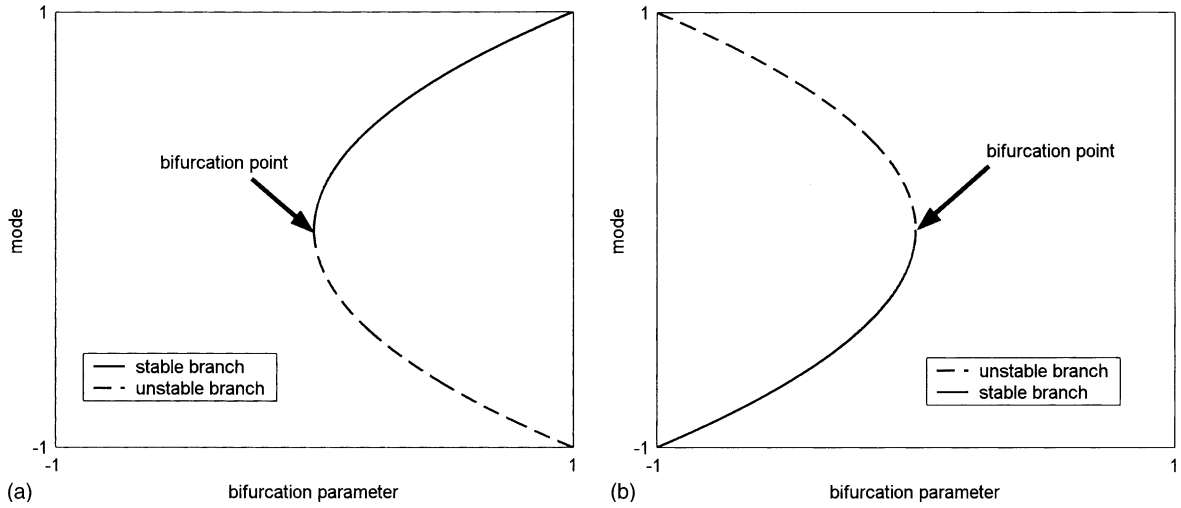 1
bifurcation point
mode
stable branch
unstable branch
-1
-1
1
(a)
bifurcation parameter
1
bifurcation point
mode
unstable branch
stable branch
-1
-1
1
(b)
bifurcation parameter